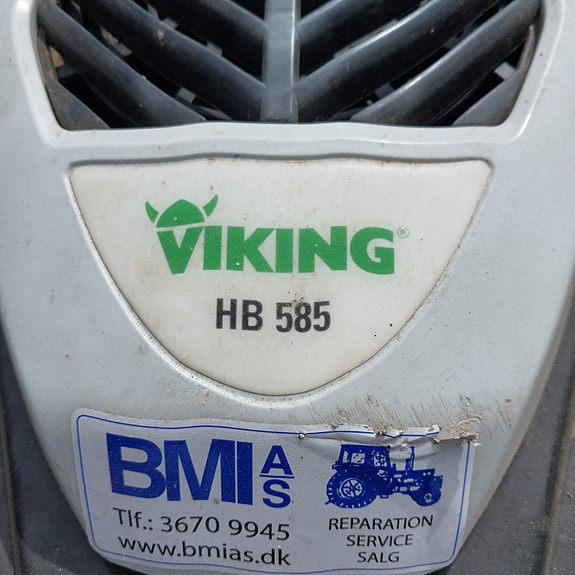 VIKING®
HB 585
BMI A/S
Tlf.: 3670 9945
www.bmias.dk
REPARATION
SERVICE
SALG